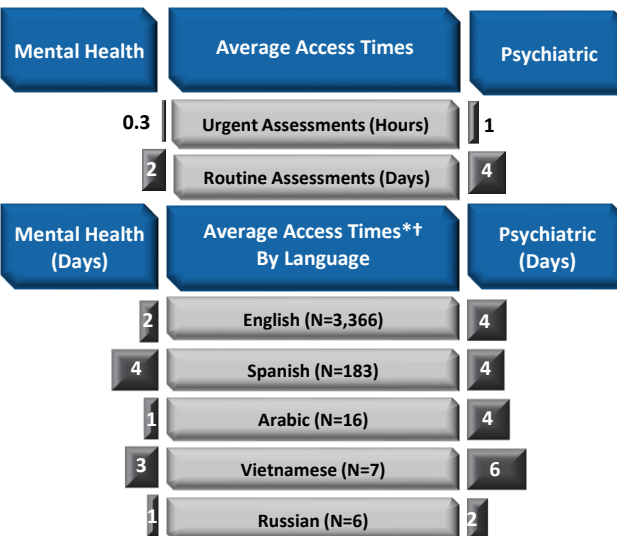 Mental Health Average Access Times Psychiatric
0.3 Urgent Assessments (Hours) 1
2 Routine Assessments (Days) 4
Mental Health Average Access Times*† Psychiatric
(Days) By Language (Days)
2 English (N=3,366) 4
4 Spanish (N=183) 4
1 Arabic (N=16) 4
3 Vietnamese (N=7) 6
1 Russian (N=6) 2